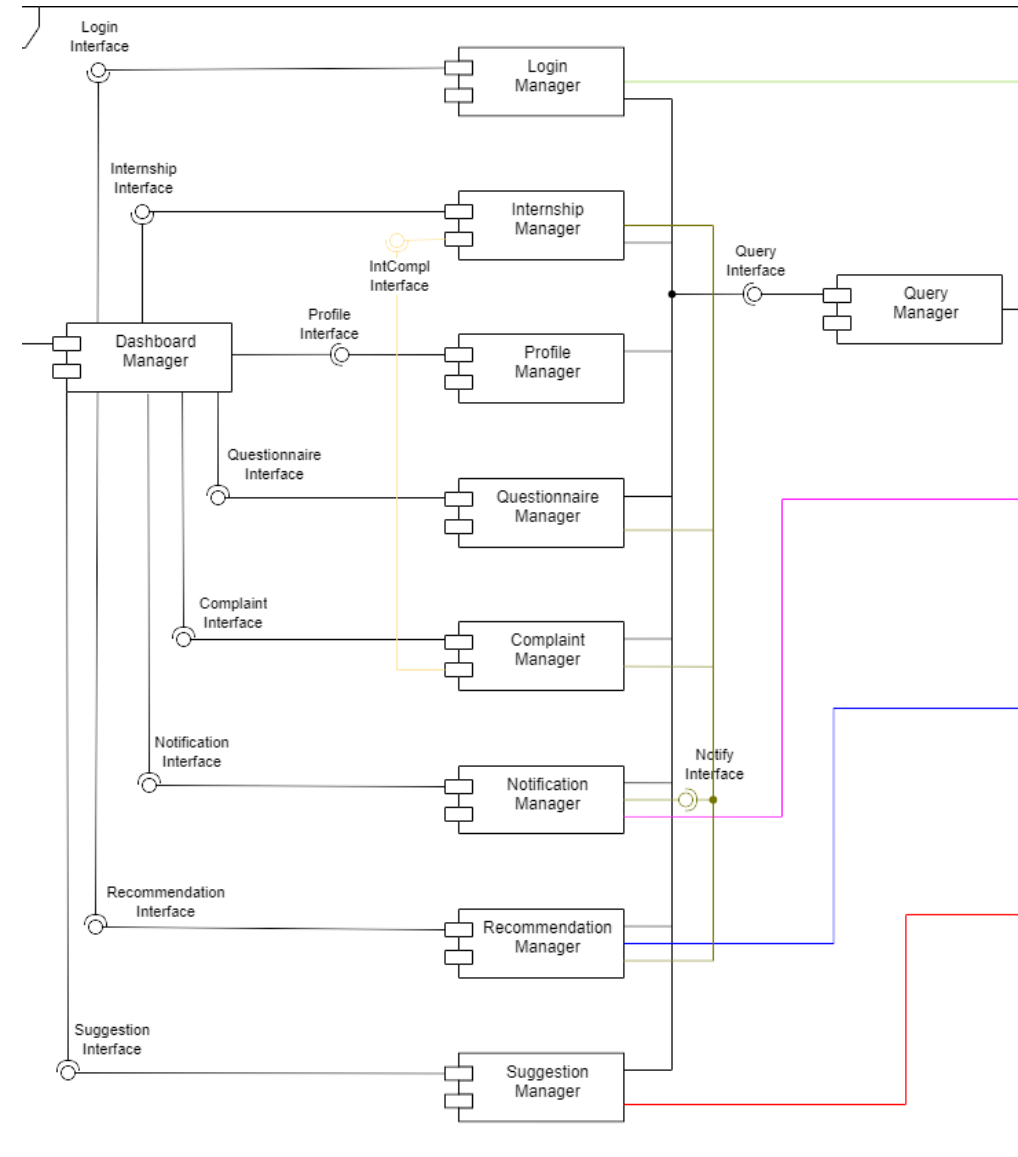 Login
Interface
Login
Manager
Internship
Interface
Internship
Manager
IntCompl
Interface
Query
Interface
Query
Manager
Profile
Interface
Dashboard
Manager
Profile
Manager
Questionnaire
Interface
Questionnaire
Manager
Complaint
Interface
Complaint
Manager
Notification
Interface
Notify
Interface
Notification
Manager
Recommendation
Interface
Recommendation
Manager
Suggestion
Interface
Suggestion
Manager